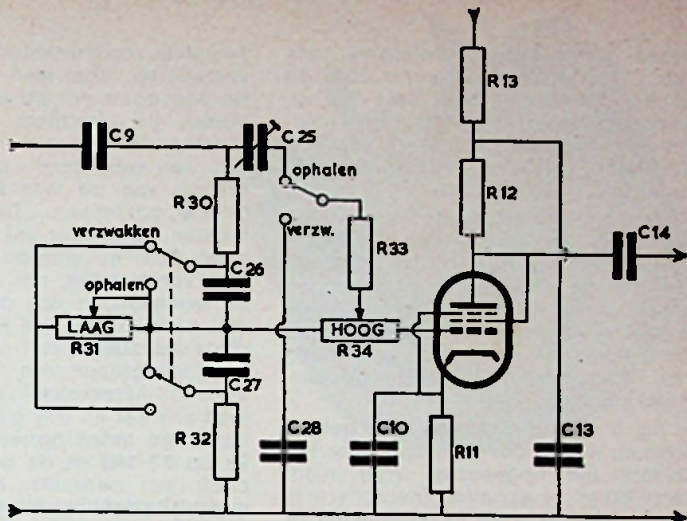 R13
C9
C25
ophalen
R12
R30
verzwakken
verzw.
R33
C14
C26
ophalen
LAAG
HOOG
R31
R34
C27
R32
C28
C10
R11
C13